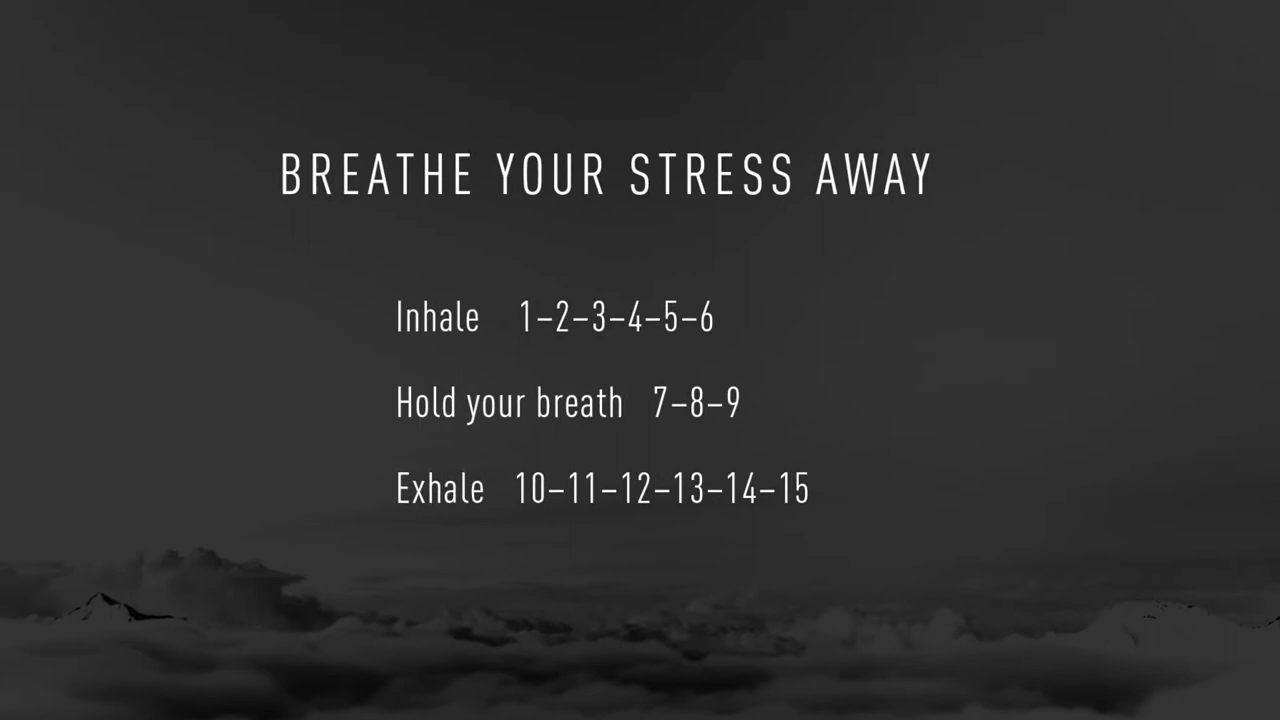 BREATHE YOUR STRESS AWAY
Inhale 1–2–3–4–5–6
Hold your breath 7–8–9
Exhale 10–11–12–13–14–15